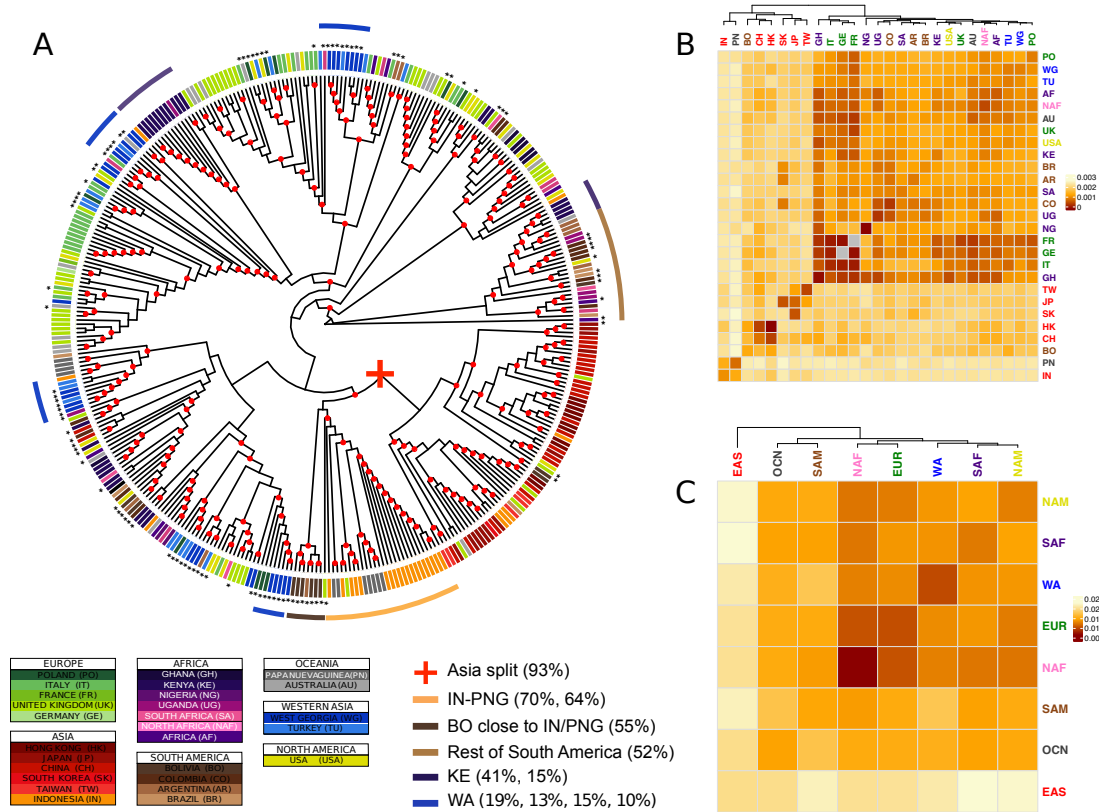 A
B
IN PN BO CH HK SK JP TW GH IT GE FR NG UG CO SA AR BR KE USA UK AU NAF AF TU WG PO
PO
WG
TU
AF
NAF
AU
UK
USA
KE
BR
AR
SA
CO
UG
NG
FR
GE
IT
GH
TW
JP
SK
HK
CH
BO
PN
IN
0.003
0.002
0.001
0
C
EAS OCN SAM NAF EUR WA SAF NAM
NAM
SAF
WA
EUR
NAF
SAM
OCN
EAS
0.02
0.01
0.01
0.00
EUROPE
POLAND (PO)
ITALY (IT)
FRANCE (FR)
UNITED KINGDOM (UK)
GERMANY (GE)
ASIA
HONG KONG (HK)
JAPAN (JP)
CHINA (CH)
SOUTH KOREA (SK)
TAIWAN (TW)
INDONESIA (IN)
AFRICA
GHANA (GH)
KENYA (KE)
NIGERIA (NG)
UGANDA (UG)
SOUTH AFRICA (SA)
NORTH AFRICA (NAF)
AFRICA (AF)
SOUTH AMERICA
BOLIVIA (BO)
COLOMBIA (CO)
ARGENTINA (AR)
BRAZIL (BR)
OCEANIA
PAPANUEVAGUINEA(PN)
AUSTRALIA (AU)
WESTERN ASIA
WEST GEORGIA (WG)
TURKEY (TU)
NORTH AMERICA
USA (USA)
Asia split (93%)
IN-PNG (70%, 64%)
BO close to IN/PNG (55%)
Rest of South America (52%)
KE (41%, 15%)
WA (19%, 13%, 15%, 10%)